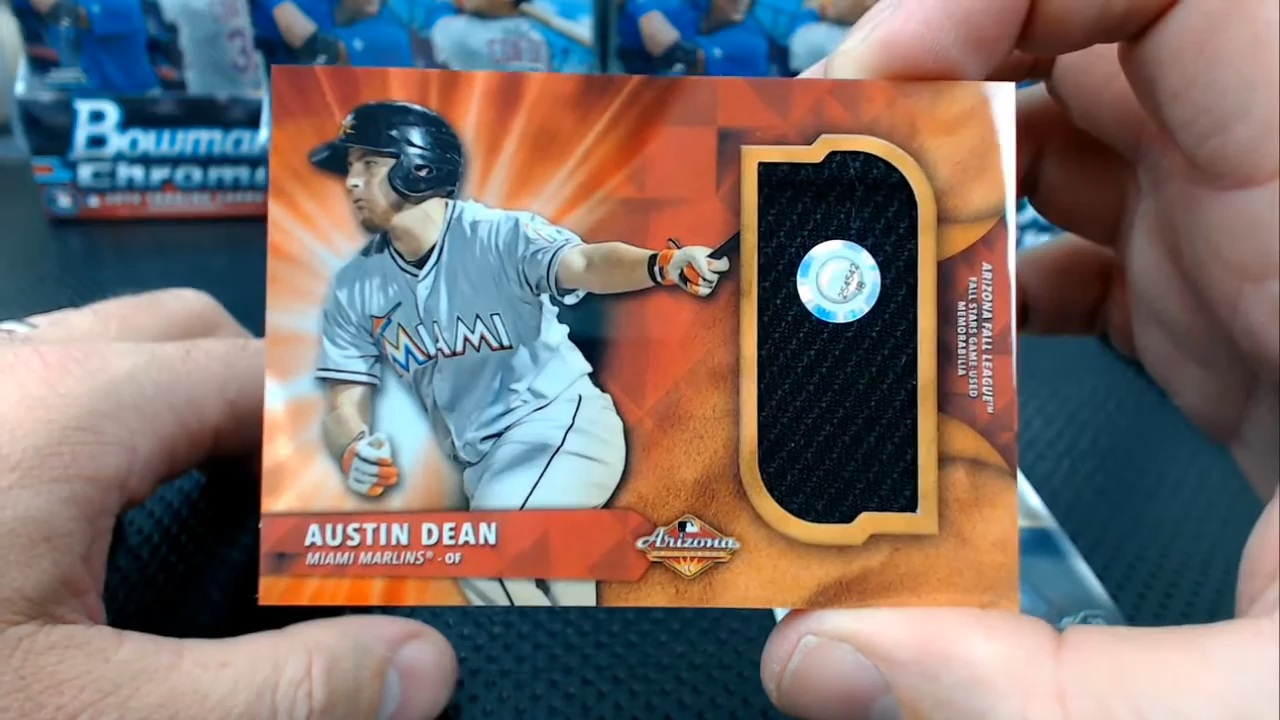 Bowman
Chrome
MIAMI
ARIZONA FALL LEAGUE™
FALL STARS GAME-USED
MEMORABILIA
AUSTIN DEAN
MIAMI MARLINS® - OF
Arizona